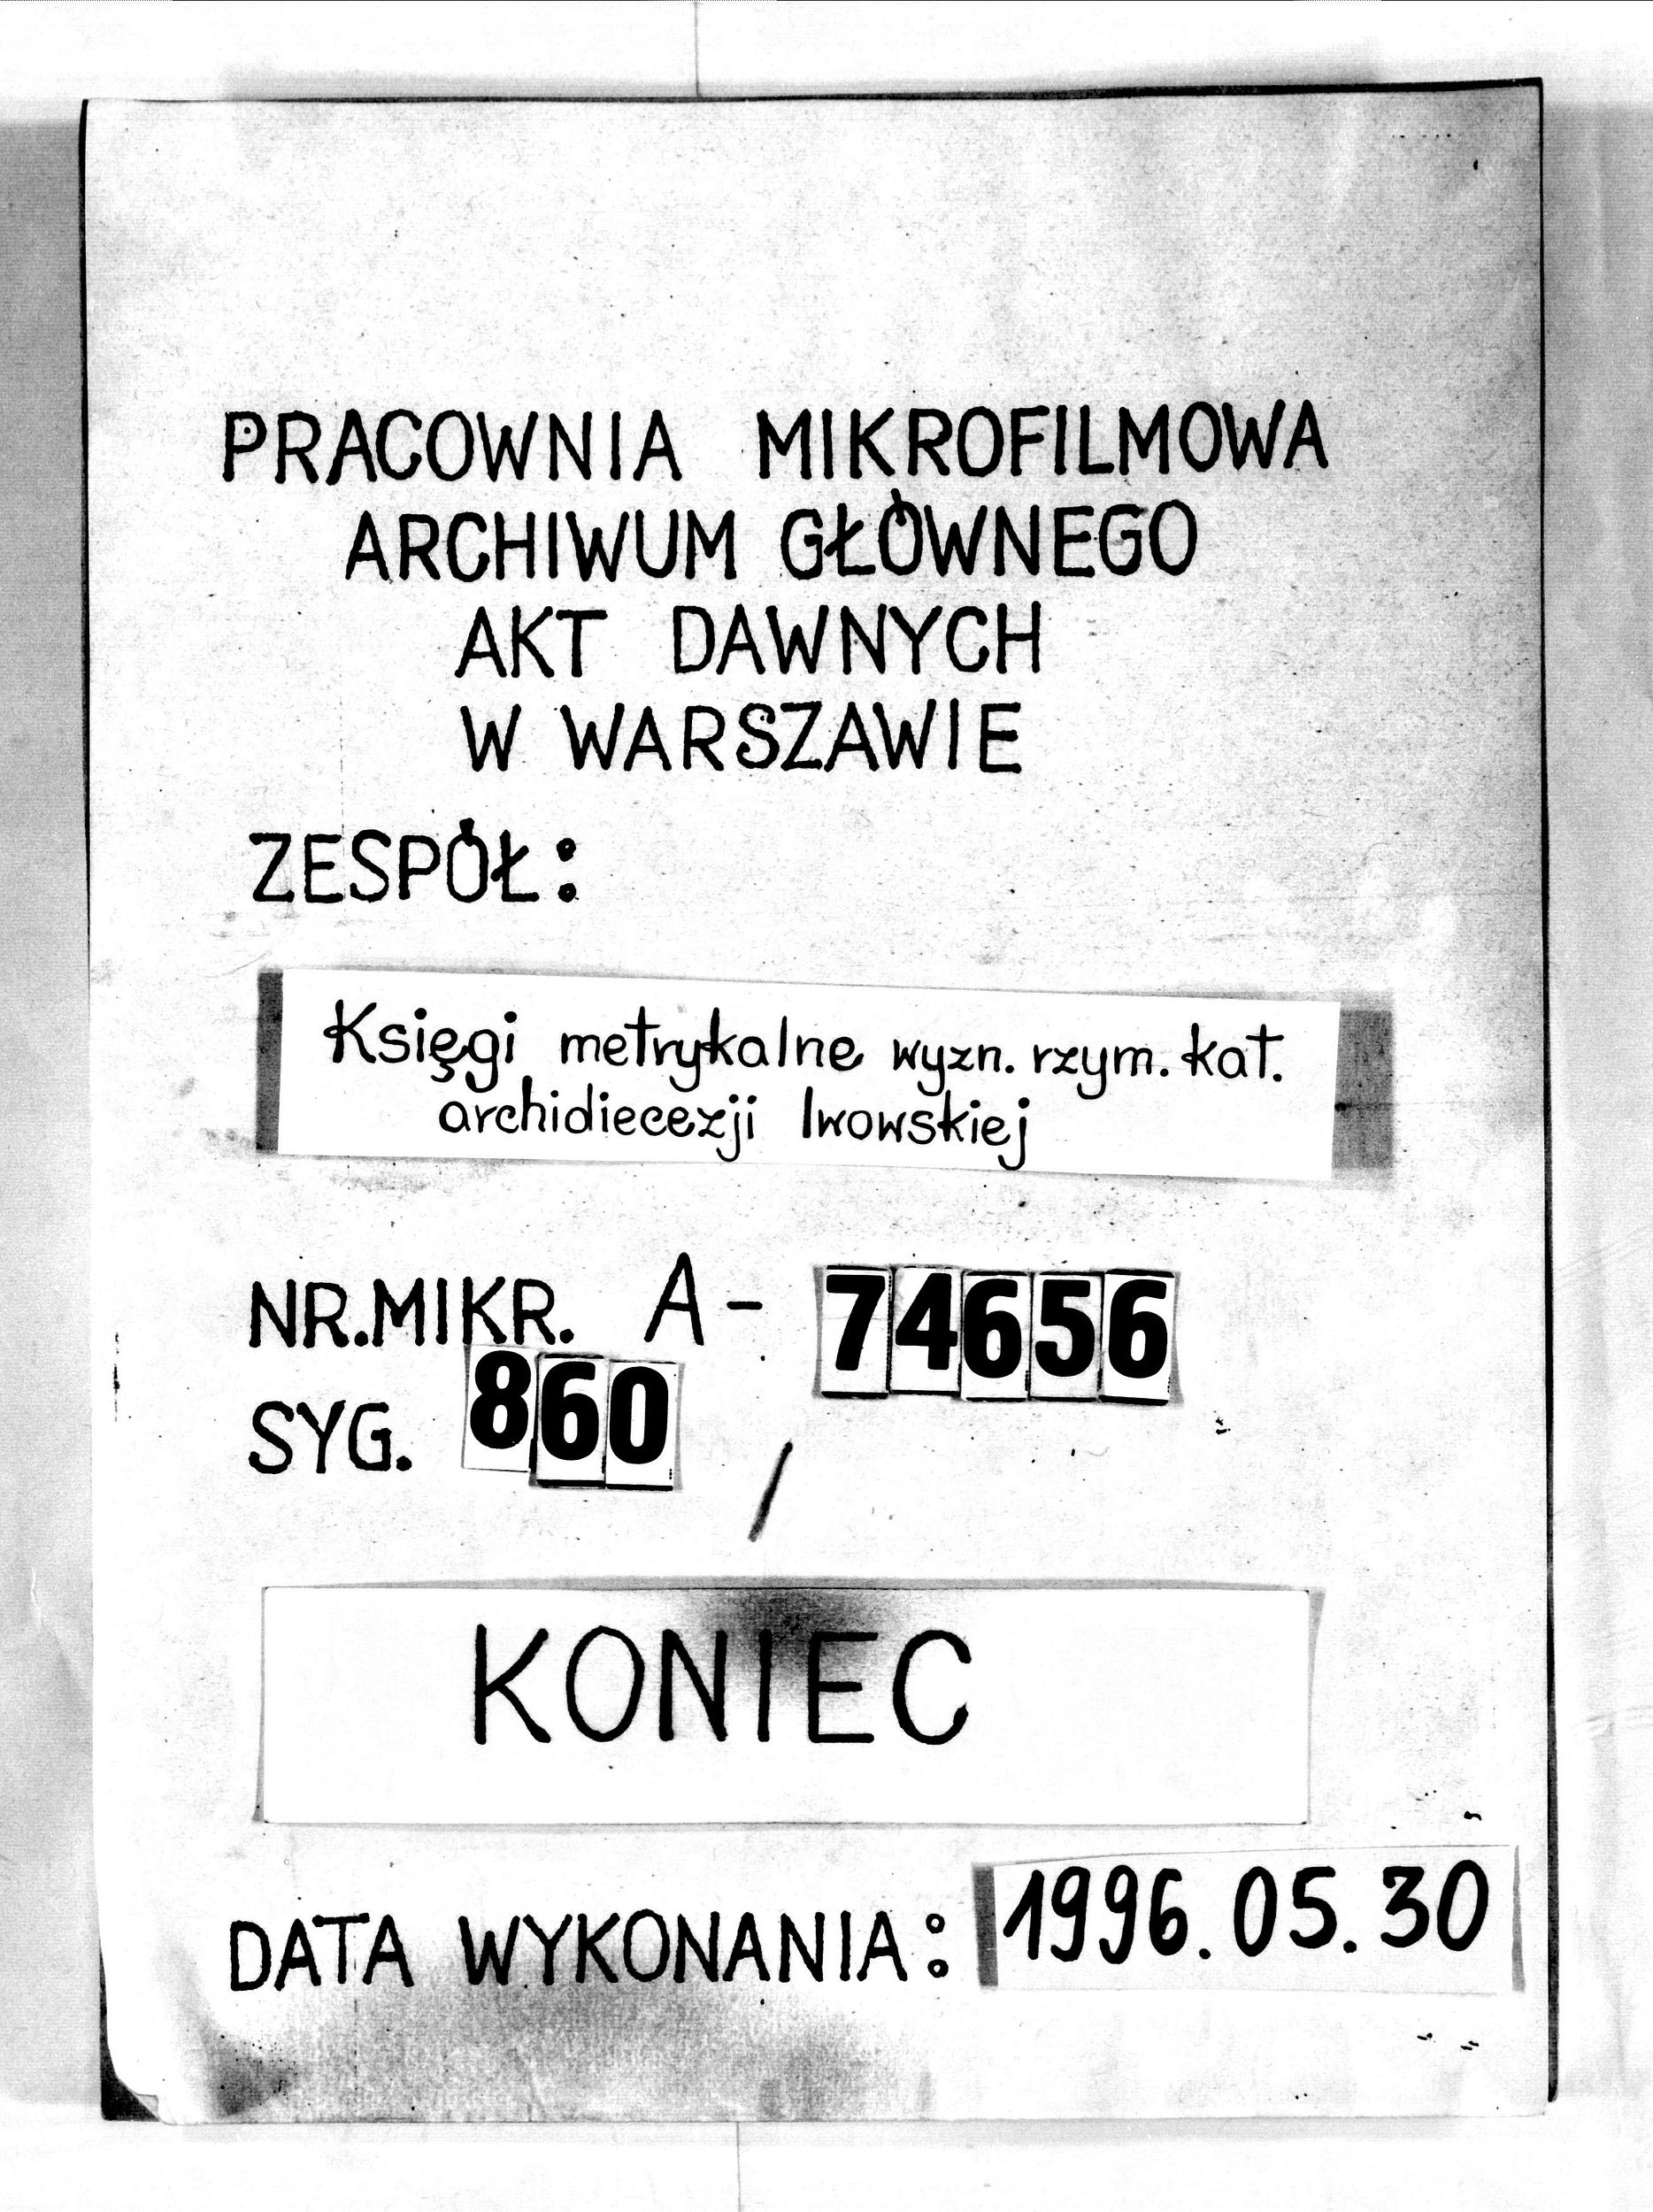 PRACOWNIA MIKROFILMOWA
ARCHIWUM GŁÓWNEGO
AKT DAWNYCH
W WARSZAWIE
ZESPÓŁ:
Księgi metrykalne wyzn. rzym. kat.
archidiecezji lwowskiej
NR.MIKR. A- 74656
SYG. 860 /
KONIEC
DATA WYKONANIA: 1996.05.30